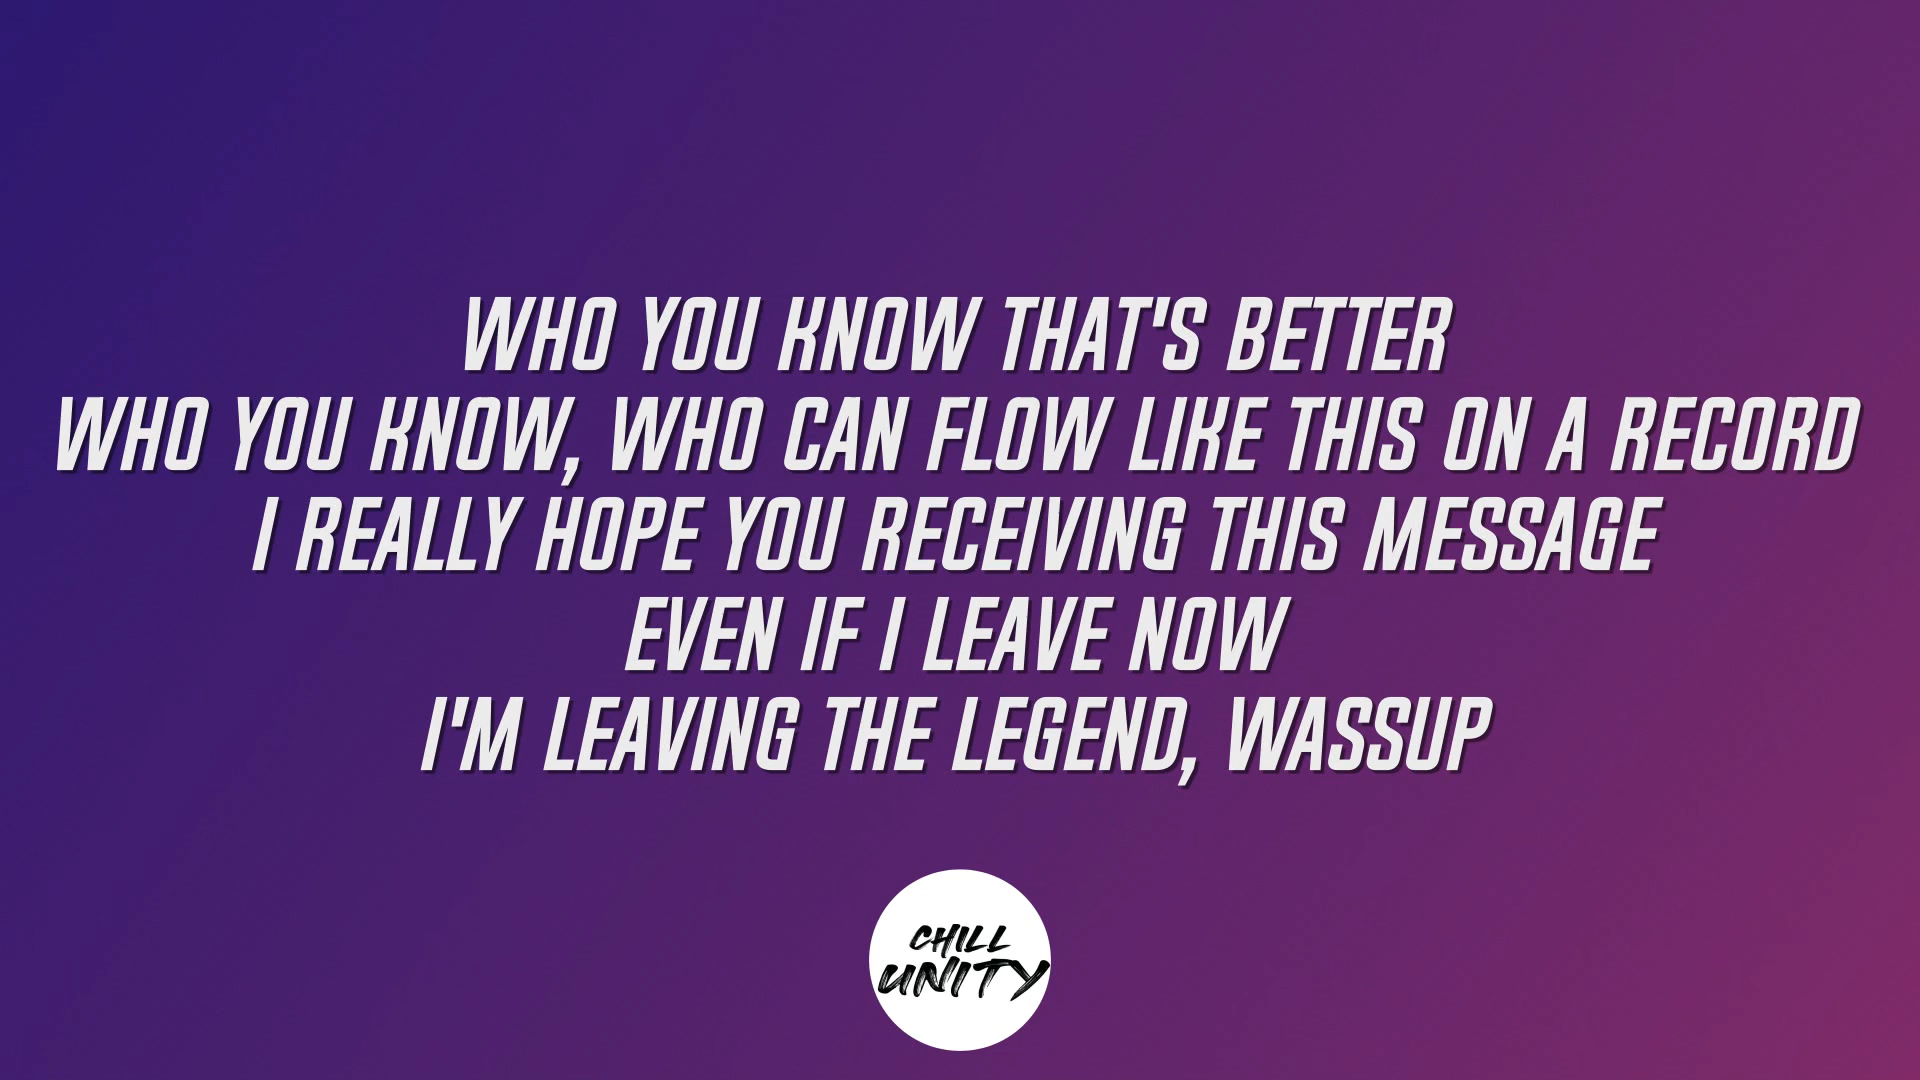 WHO YOU KNOW THAT'S BETTER
WHO YOU KNOW, WHO CAN FLOW LIKE THIS ON A RECORD
I REALLY HOPE YOU RECEIVING THIS MESSAGE
EVEN IF I LEAVE NOW
I'M LEAVING THE LEGEND, WASSUP
CHILL
UNITY